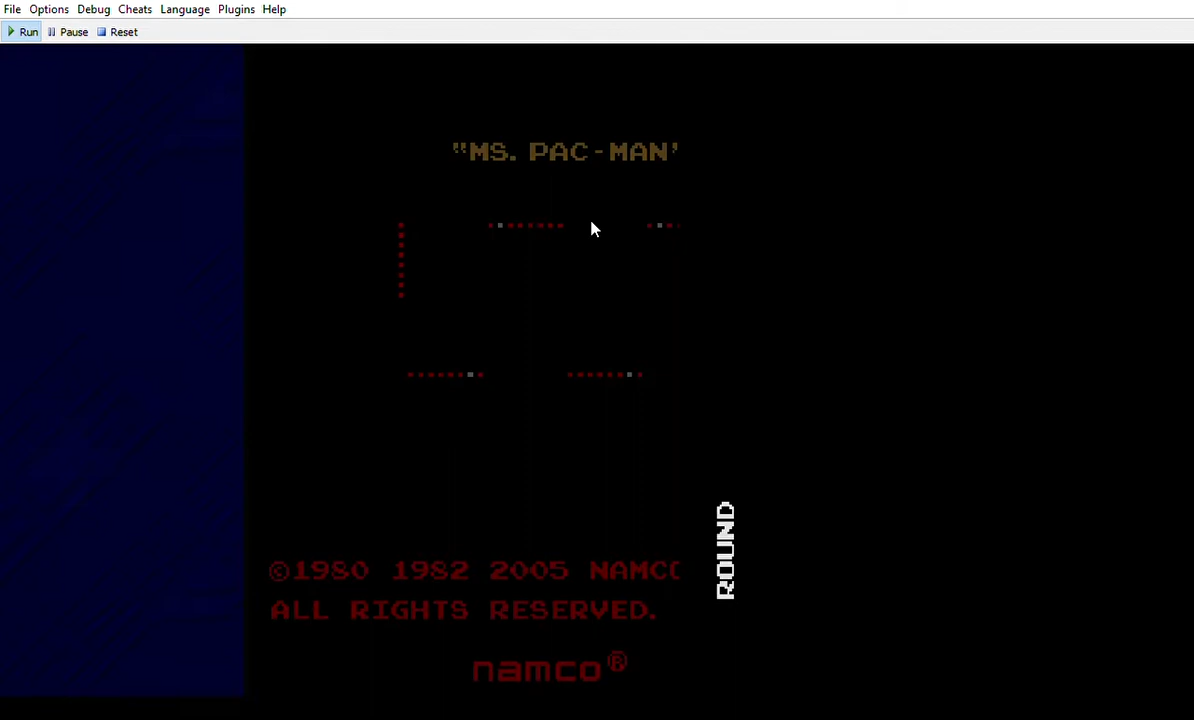 File Options Debug Cheats Language Plugins Help
Run Pause Reset
"MS. PAC-MAN'
ROUND
©1980 1982 2005 NAMC
ALL RIGHTS RESERVED.
namco®